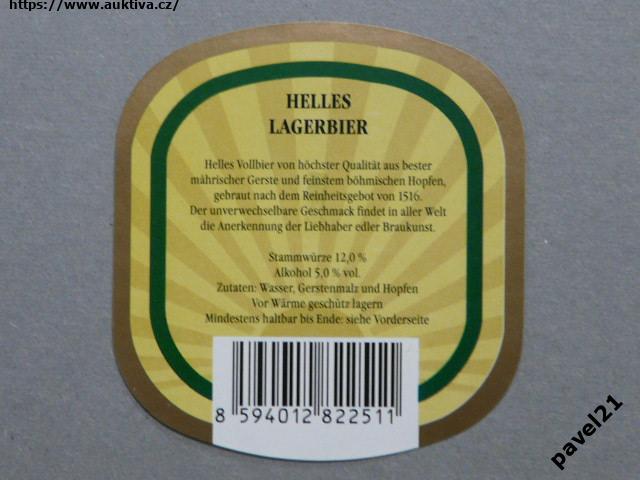 https://www.auktiva.cz/
HELLES
LAGERBIER
Helles Vollbier von höchster Qualität aus bester
mährischer Gerste und feinstem böhmischen Hopfen,
gebraut nach dem Reinheitsgebot von 1516.
Der unverwechselbare Geschmack findet in aller Welt
die Anerkennung der Liebhaber edler Braukunst.
Stammwürze 12,0 %
Alkohol 5,0 % vol.
Zutaten: Wasser, Gerstenmalz und Hopfen
Vor Wärme geschütz lagern
Mindestens haltbar bis Ende: siehe Vorderseite
8 594012 822511
pavel21